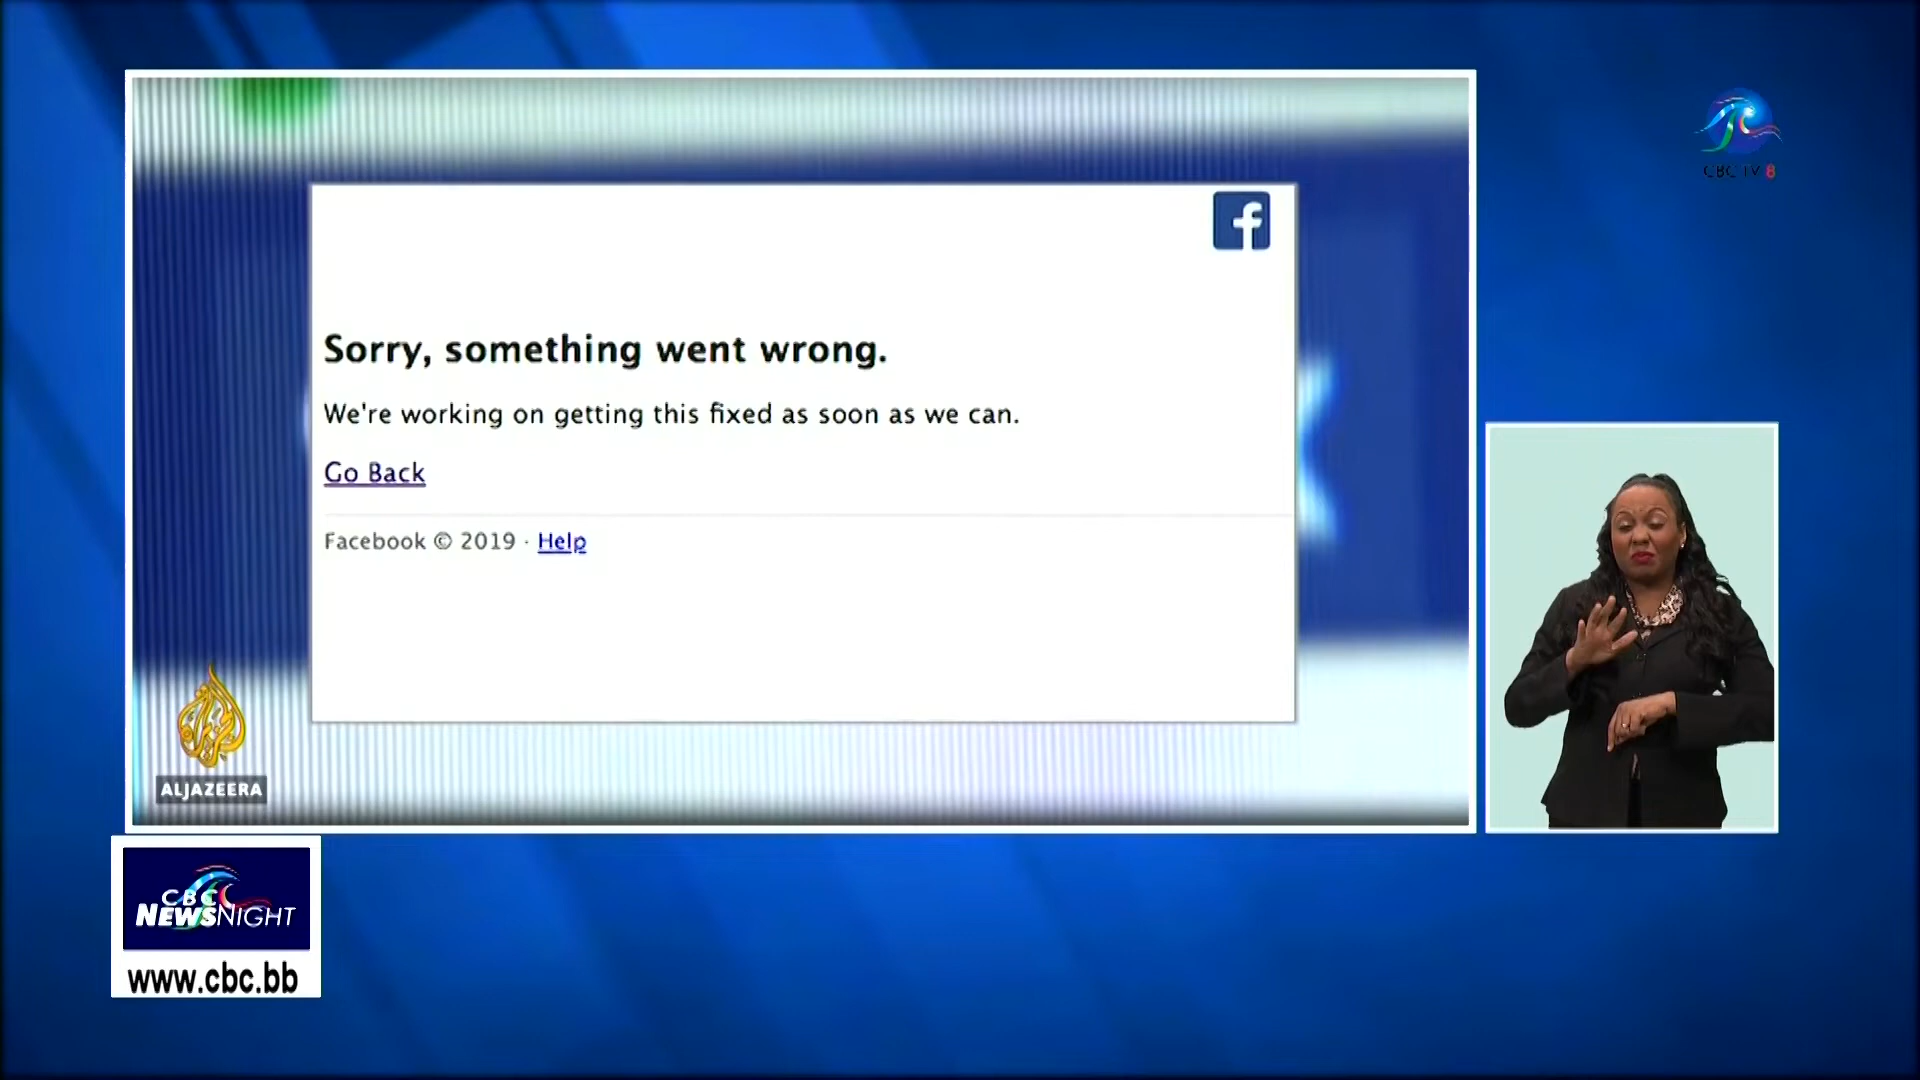 CBC TV 8
Sorry, something went wrong.
We're working on getting this fixed as soon as we can.
Go Back
Facebook © 2019 · Help
ALJAZEERA
CBC
NEWSNIGHT
www.cbc.bb